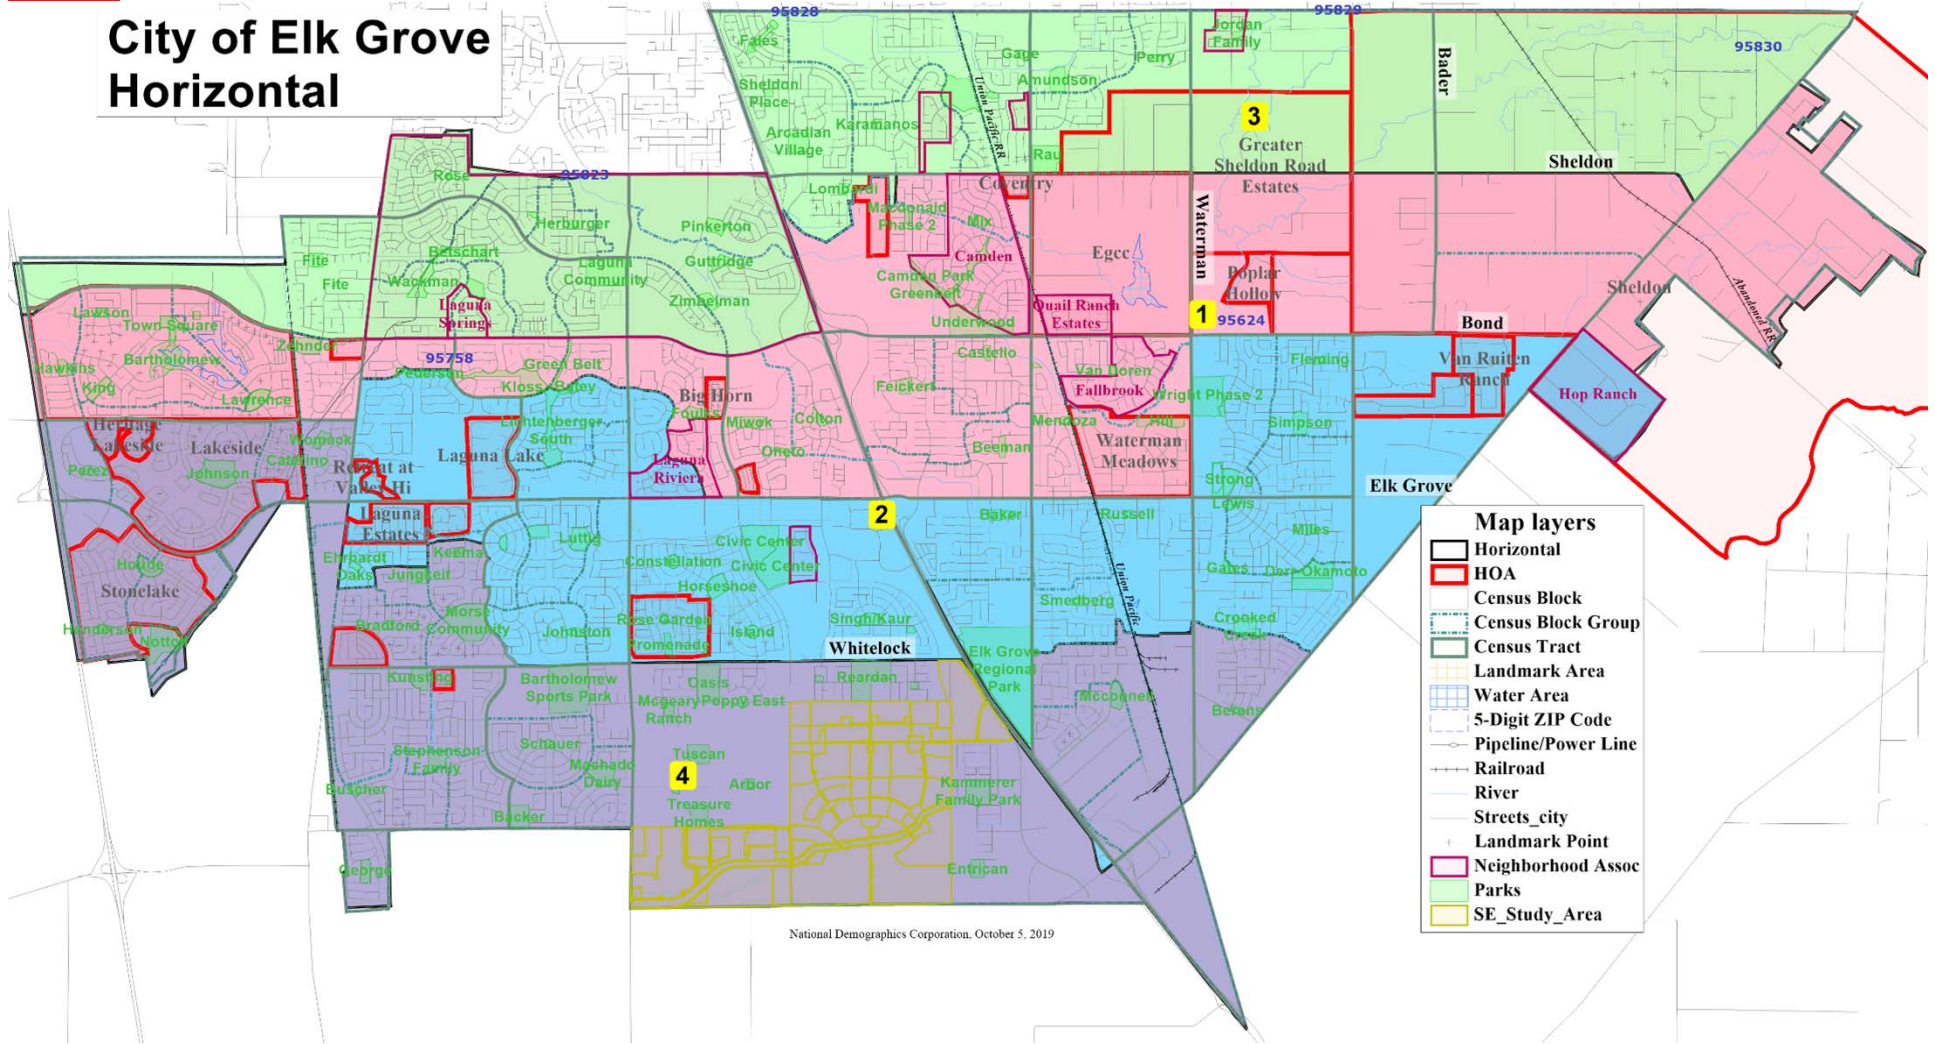 City of Elk Grove
Horizontal
95828
95829
95830
95823
95758
95624
Fales
Gage
Jordan
Family
Perry
Amundson
Sheldon
Place
Karamanos
Arcadian
Village
Union Pacific RR
Bader
Rau
3
Greater
Sheldon Road
Estates
Sheldon
Rose
Lombardi
Coventry
Macdonald
Phase 2
Mix
Waterman
Herburger
Pinkerton
Betschart
Guttridge
Fite
Fite
Wackman
Laguna
Community
Zimbelman
Camden
Camden Park
Greenbelt
Egcc
Poplar
Hollow
Sheldon
Abandoned RR
Laguna
Springs
Quail Ranch
Estates
1
Underwood
Bond
Lawson
Town Square
Zehnder
Bartholomew
Hawkins
King
Lawrence
Pederson
Green Belt
Kloss
Batey
Big Horn
Castello
Feickert
Van Doren
Fallbrook
Fleming
Van Ruiten
Ranch
Wright Phase 2
Hop Ranch
Heritage
Lakeside
Lakeside
Womack
Perez
Johnson
Caterino
Retreat at
Valley Hi
Laguna Lake
Lichtenberger
South
Foulks
Miwok
Colton
Oneto
Laguna
Riviera
Beeman
Mendoza
Hill
Waterman
Meadows
Simpson
Strong
Elk Grove
2
Laguna
Estates
Luttig
Civic Center
Civic Center
Baker
Russell
Lewis
Miles
Ehrhardt
Oaks
Keema
Jungkeit
Constellation
Horseshoe
Gates
Derr-Okamoto
Houde
Stonelake
Henderson
Notton
Bradford
Morse
Community
Johnston
Rose Garden
Promenade
Island
Singh/Kaur
Whitelock
Smedberg
Union Pacific
Crooked
Creek
Elk Grove
Regional
Park
Kunsting
Bartholomew
Sports Park
Oasis
Mcgeary
Ranch
Poppy East
Reardan
Mcconnell
Berens
Stephenson
Family
Schauer
Machado
Dairy
Tuscan
4
Arbor
Treasure
Homes
Kammerer
Family Park
Buscher
Backer
George
Entrican
Map layers
Horizontal
HOA
Census Block
Census Block Group
Census Tract
Landmark Area
Water Area
5-Digit ZIP Code
Pipeline/Power Line
Railroad
River
Streets_city
Landmark Point
Neighborhood Assoc
Parks
SE_Study_Area
National Demographics Corporation, October 5, 2019